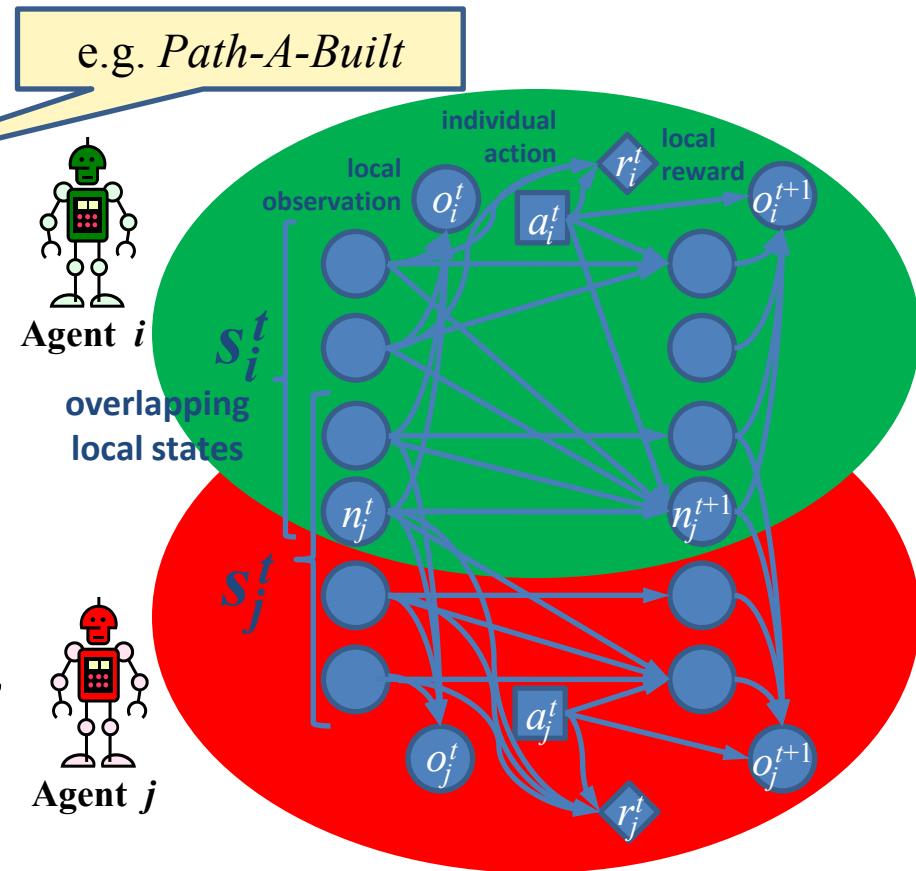 e.g. Path-A-Built
individual
action
local
observation
local
reward
o_i^t
a_i^t
r_i^t
o_i^{t+1}
Agent i
s_i^t
overlapping
local states
n_j^t
n_j^{t+1}
s_j^t
a_j^t
o_j^t
o_j^{t+1}
Agent j
r_j^t